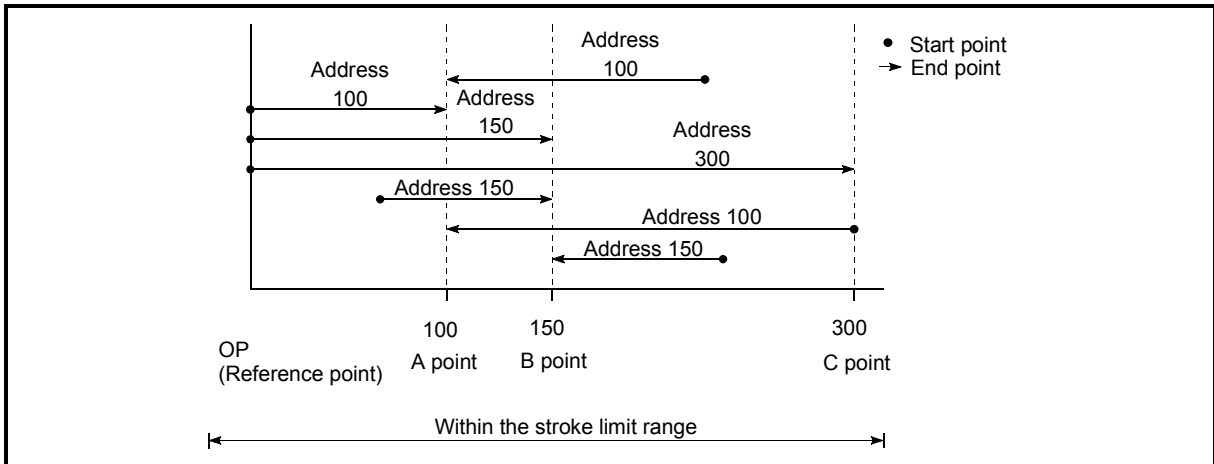 Address
100
Start point
End point
Address
100
Address
150
Address
300
Address 150
Address 100
Address 150
100
150
300
OP
(Reference point)
A point
B point
C point
Within the stroke limit range